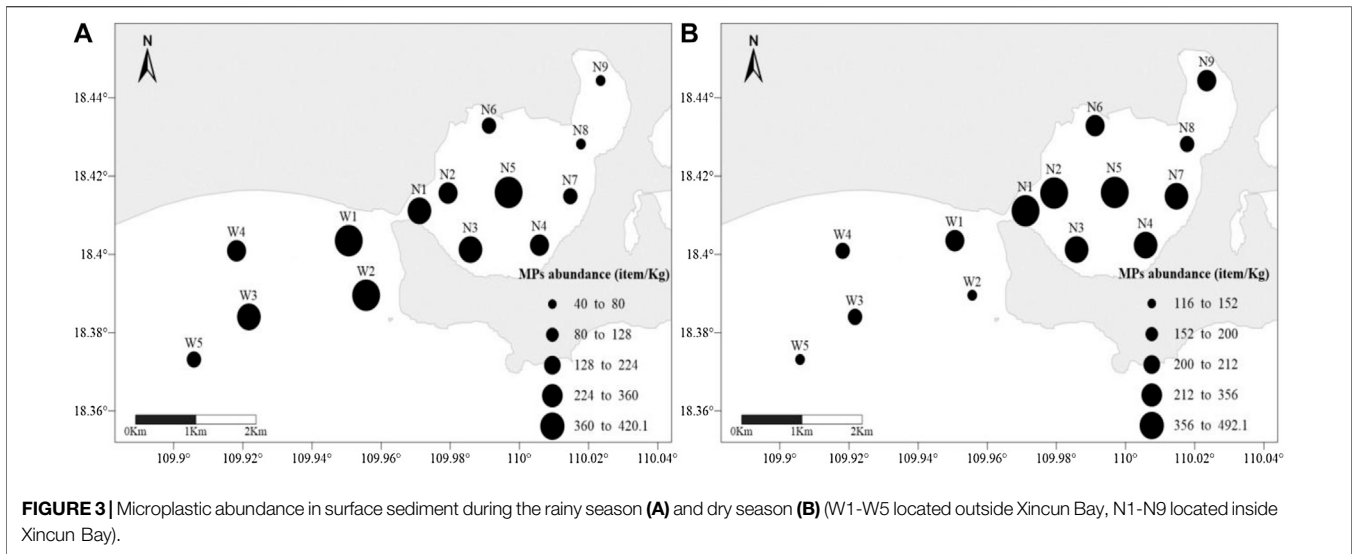 A
N
18.44°
18.42°
18.4°
18.38°
18.36°
N9
N6
N8
N5
N2
N7
N1
W1
N3
N4
W4
W2
W3
W5
MPs abundance (item/Kg)
40 to 80
80 to 128
128 to 224
224 to 360
360 to 420.1
0Km 1Km 2Km
109.9° 109.92° 109.94° 109.96° 109.98° 110° 110.02° 110.04°
B
N
18.44°
18.42°
18.4°
18.38°
18.36°
N9
N6
N8
N2
N5
N7
N1
W1
N3
N4
W4
W2
W3
W5
MPs abundance (item/Kg)
116 to 152
152 to 200
200 to 212
212 to 356
356 to 492.1
0Km 1Km 2Km
109.9° 109.92° 109.94° 109.96° 109.98° 110° 110.02° 110.04°
FIGURE 3 | Microplastic abundance in surface sediment during the rainy season (A) and dry season (B) (W1-W5 located outside Xincun Bay, N1-N9 located inside
Xincun Bay).